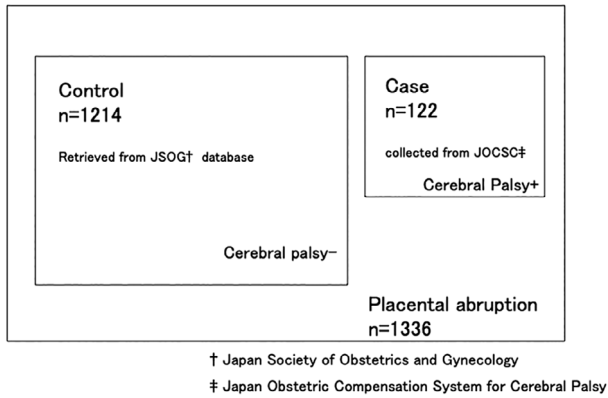 Control
n=1214
Retrieved from JSOG† database
Cerebral palsy−
Case
n=122
collected from JOCSC‡
Cerebral Palsy+
Placental abruption
n=1336
† Japan Society of Obstetrics and Gynecology
‡ Japan Obstetric Compensation System for Cerebral Palsy